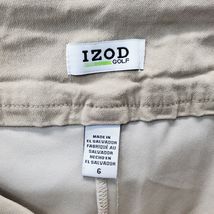 IZOD
GOLF
MADE IN
EL SALVADOR
FABRIQUÉ AU
SALVADOR
HECHO EN
EL SALVADOR
6